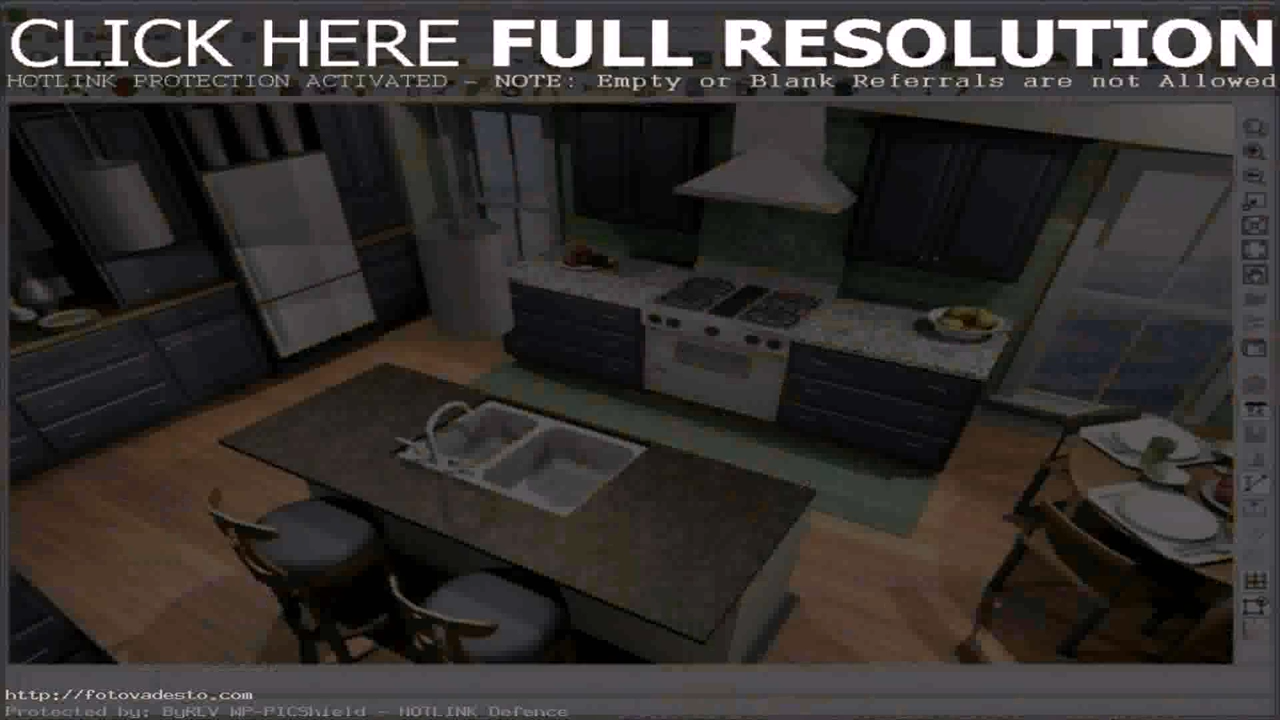 CLICK HERE FULL RESOLUTION
HOTLINK PROTECTION ACTIVATED - NOTE: Empty or Blank Referrals are not Allowed
http://fotovadesto.com
Protected by: ByREV WP-PICShield - HOTLINK Defence